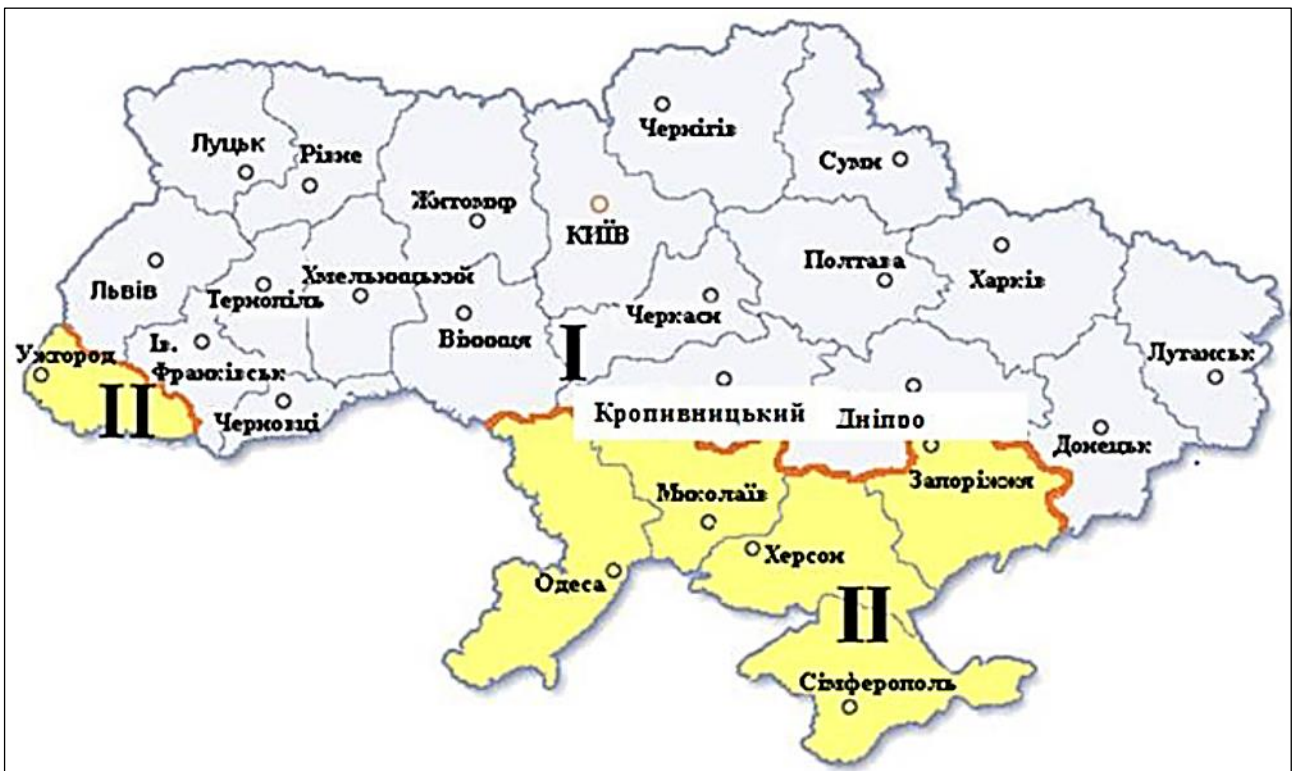 Чернігів
Луцьк
Рівне
Суми
Житомир
КИЇВ
Львів
Тернопіль
Хмельницький
Полтава
Харків
Черкаси
Вінниця
I
Ужгород
Ів.
Франківськ
Луганськ
II
Черновці
Кропивницький
Дніпро
Донецьк
Запоріжжя
Миколаїв
Херсон
Одеса
II
Сімферополь